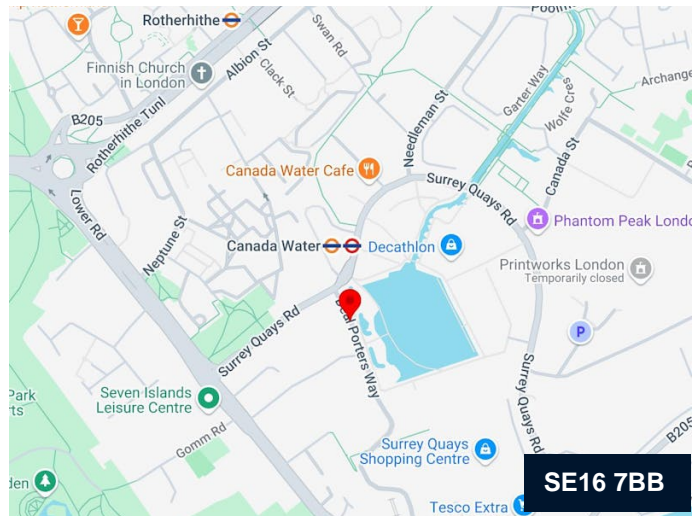 Rotherhithe
Swan Rd
Albion St
Finnish Church
in London
Clack St
Garter Way
Wolfe Cres
Archange
B205
Rotherhithe Tunl
Needleman St
Canada St
Canada Water Cafe
Surrey Quays Rd
Lower Rd
Neptune St
Phantom Peak Londo
Canada Water
Decathlon
Printworks London
Temporarily closed
Deal Porters Way
Surrey Quays Rd
P
Seven Islands
Leisure Centre
Surrey Quays Rd
Park
rts
Gomm Rd
Surrey Quays
Shopping Centre
B205
den
SE16 7BB
Tesco Extra